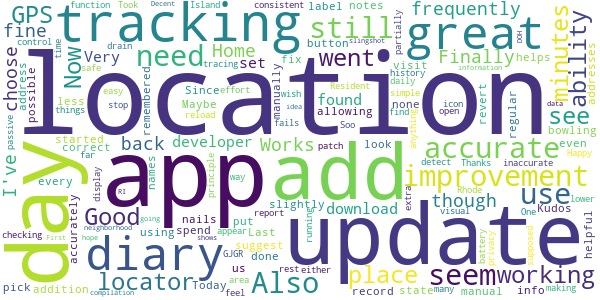 function Took Decent Island label notes consistent
tracking great frequently
GPS still
control drain slingshot partially DOH
fine Very Now need Home went button Finally minutes ability
time safe tracing icon helps addresses
choose set fix visit
address possible less Since effort manually history
things easy remembered wish daily see
location
I've started stop Maybe found none revert regular
correct passive reload allowing simple open bowling
far back developer Works fails look find even
every names idea Resident Soo anything data
day app add accurate
display principle patch detect Thanks inaccurate Happy
accurately RI way information improvement
diary update
checking neighborhood going nails slightly download though use
Good using spend Rhode visual One Kudos lower
First put report suggest extra
locator Also place seem working
hope GJGR appear Last running battery privacy supposed helpful
pick area us done either record state info
addition shows Today feel rest many making
compilation